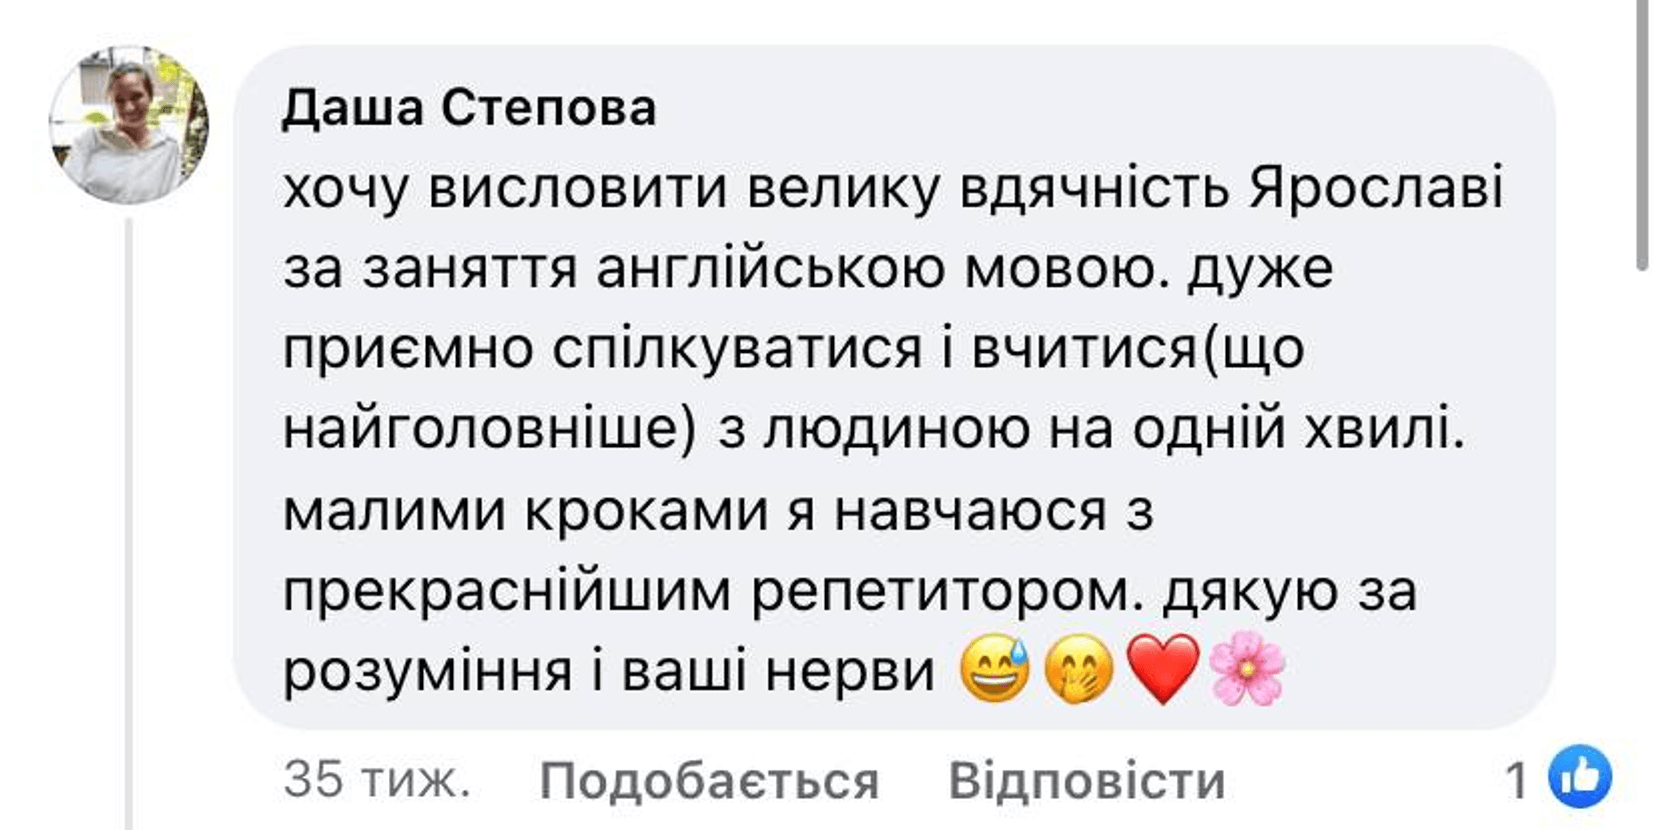 Даша Степова
хочу висловити велику вдячність Ярославі
за заняття англійською мовою. дуже
приємно спілкуватися і вчитися(що
найголовніше) з людиною на одній хвилі.
малими кроками я навчаюся з
прекраснійшим репетитором. дякую за
розуміння і ваші нерви 😅🤭❤️🌸
35 тиж. Подобається Відповісти 1